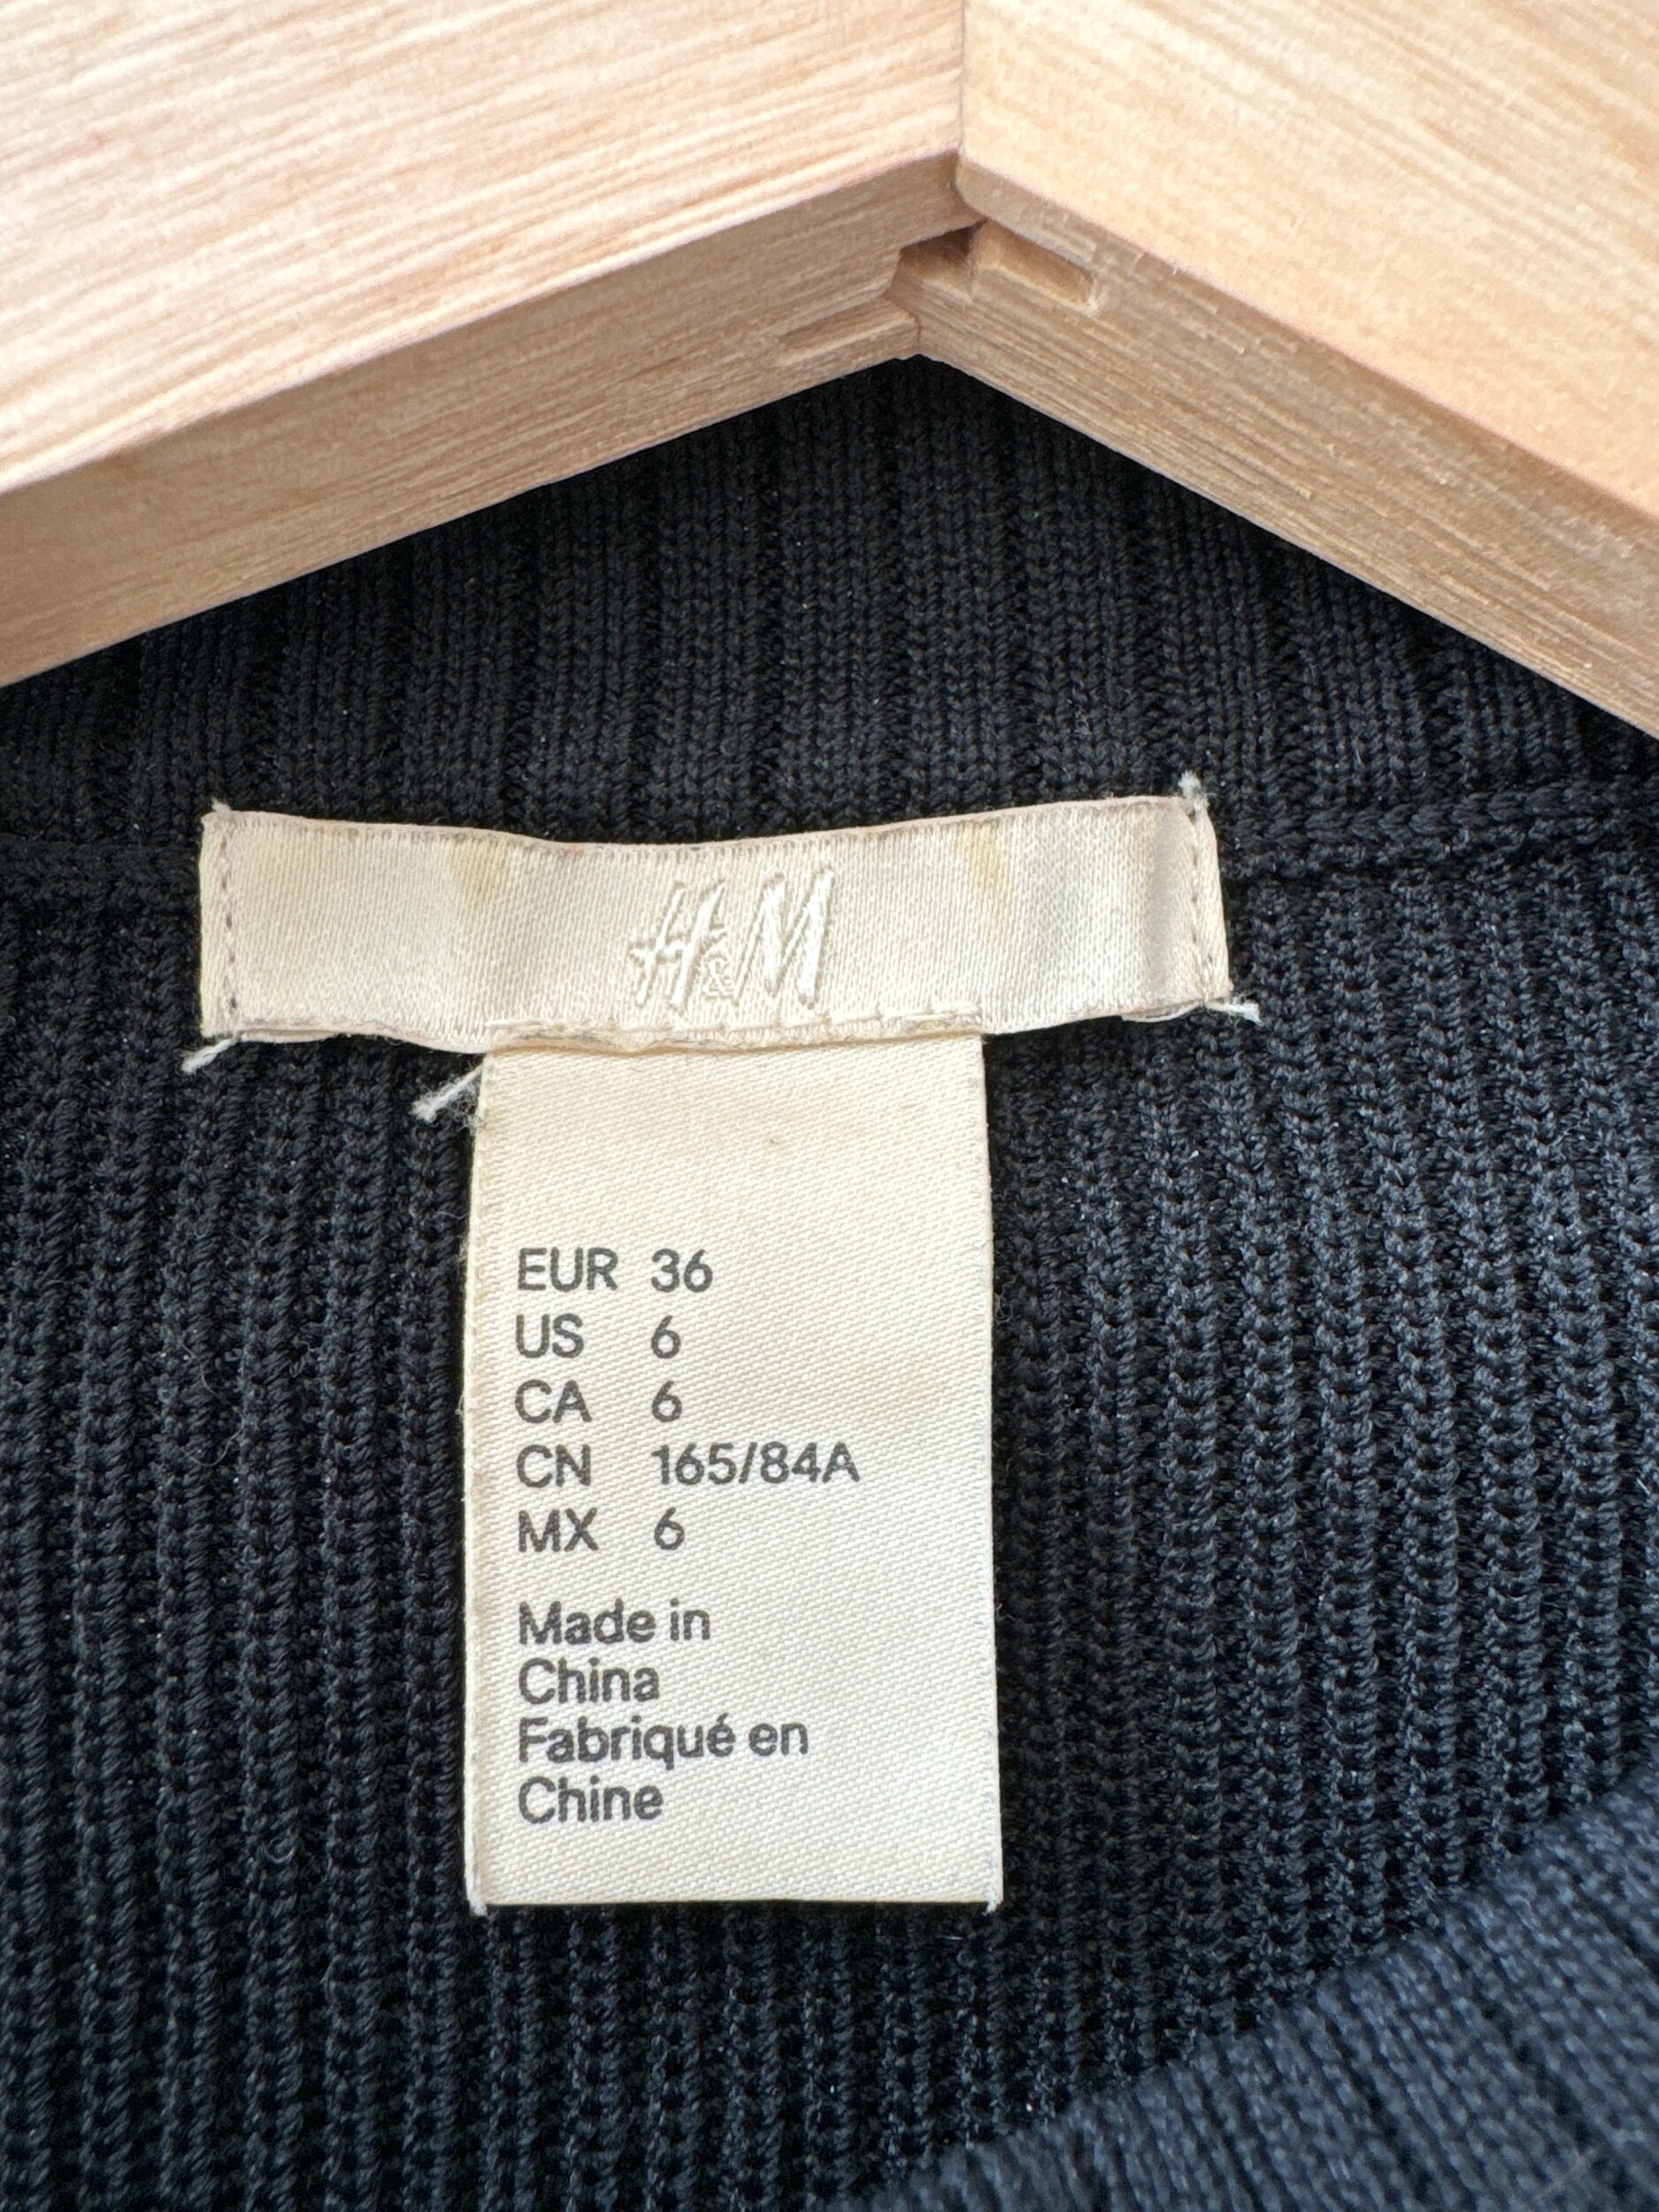 H&M
EUR 36
US 6
CA 6
CN 165/84A
MX 6
Made in
China
Fabriqué en
Chine